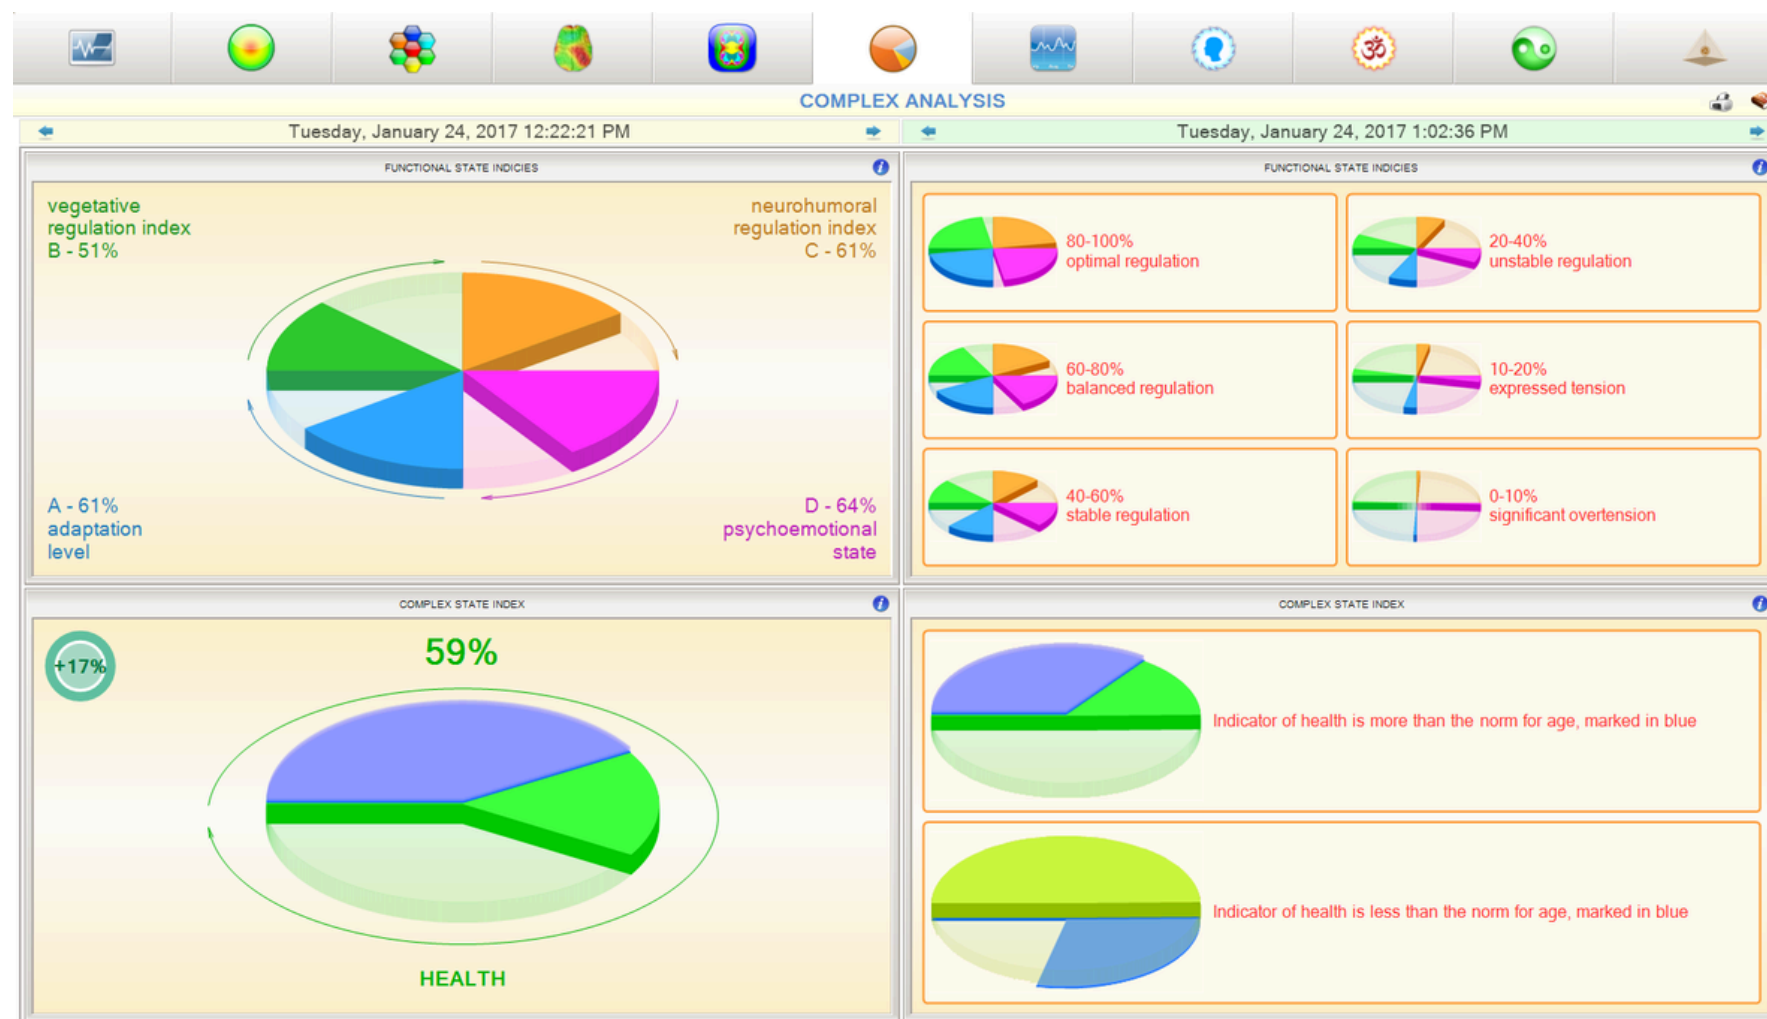 COMPLEX ANALYSIS
Tuesday, January 24, 2017 12:22:21 PM
Tuesday, January 24, 2017 1:02:36 PM
FUNCTIONAL STATE INDICIES
vegetative
regulation index
B - 51%
neurohumoral
regulation index
C - 61%
A - 61%
adaptation
level
D - 64%
psychoemotional
state
FUNCTIONAL STATE INDICIES
80-100%
optimal regulation
20-40%
unstable regulation
60-80%
balanced regulation
10-20%
expressed tension
40-60%
stable regulation
0-10%
significant overtension
COMPLEX STATE INDEX
+17%
59%
HEALTH
COMPLEX STATE INDEX
Indicator of health is more than the norm for age, marked in blue
Indicator of health is less than the norm for age, marked in blue